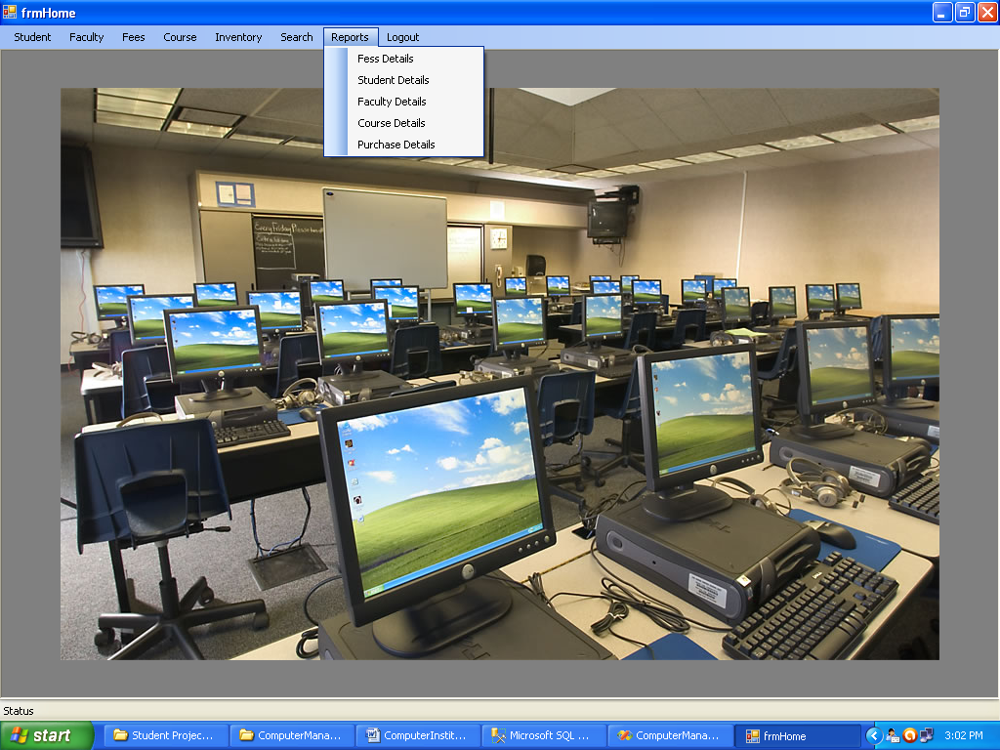 frmHome
Student Faculty Fees Course Inventory Search Reports Logout
Fess Details
Student Details
Faculty Details
Course Details
Purchase Details
Every Friday Please
Status
start Student Projec... ComputerMana... ComputerInstit... Microsoft SQL ... ComputerMana... frmHome 3:02 PM